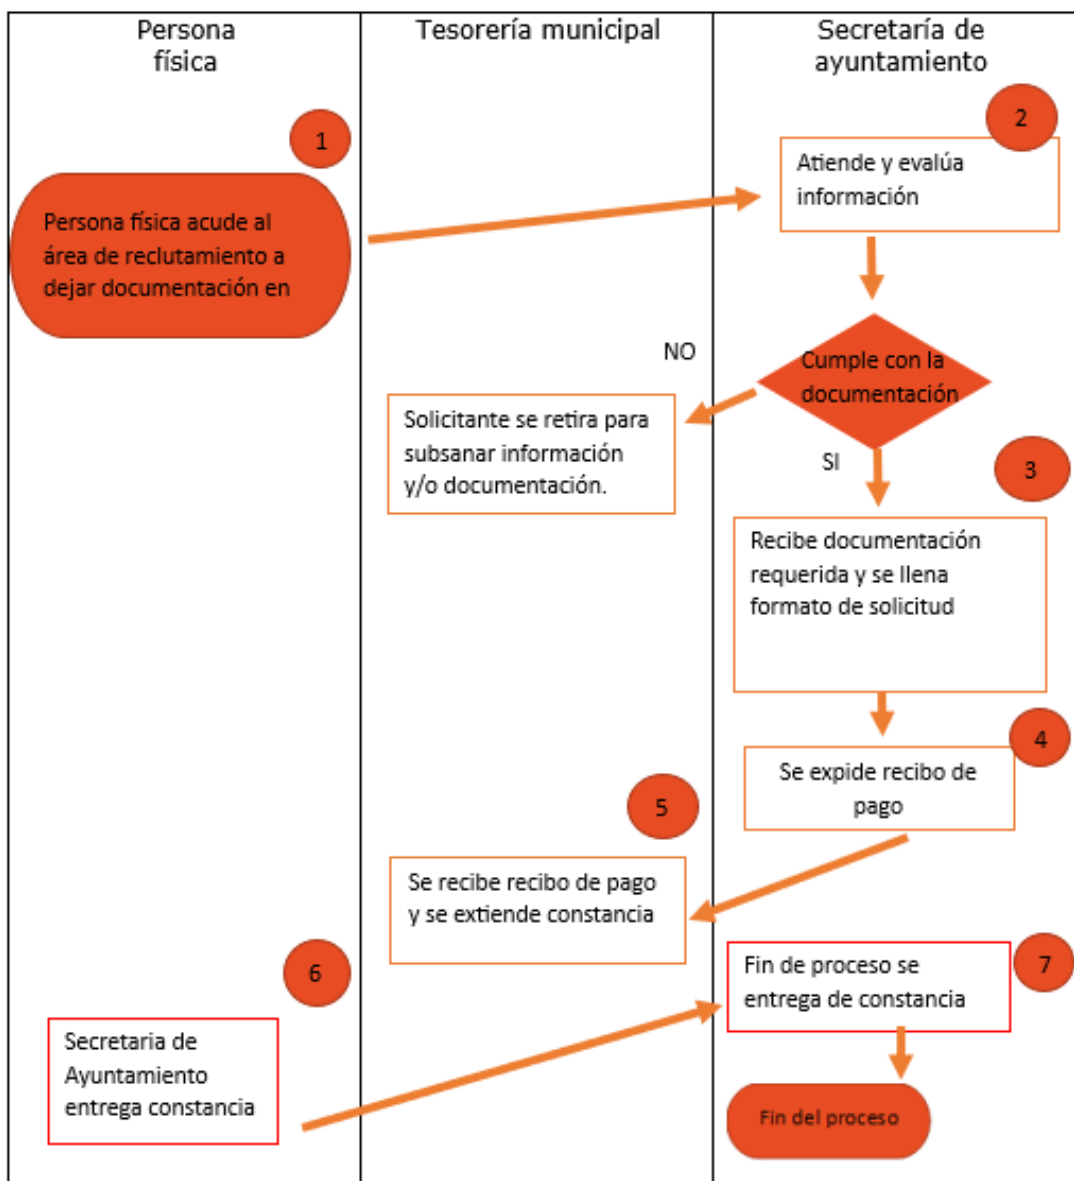 Persona
física
Tesorería municipal
Secretaría de
ayuntamiento
1
Persona física acude al
área de reclutamiento a
dejar documentación en
2
Atiende y evalúa
información
Cumple con la
documentación
NO
Solicitante se retira para
subsanar información
y/o documentación.
SI
3
Recibe documentación
requerida y se llena
formato de solicitud
4
Se expide recibo de
pago
5
Se recibe recibo de pago
y se extiende constancia
6
Secretaria de
Ayuntamiento
entrega constancia
7
Fin de proceso se
entrega de constancia
Fin del proceso